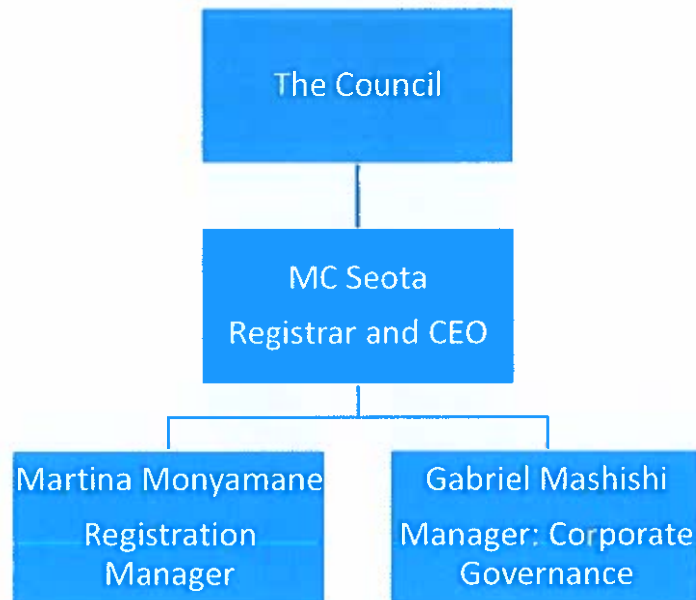 The Council
MC Seota
Registrar and CEO
Martina Monyamane
Registration
Manager
Gabriel Mashishi
Manager: Corporate
Governance